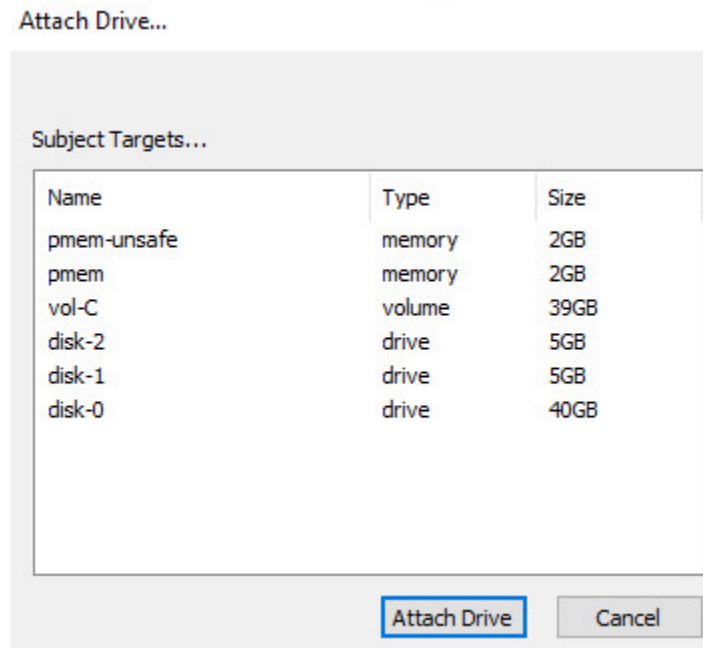 Attach Drive...
Subject Targets...
Name Type Size
pmem-unsafe memory 2GB
pmem memory 2GB
vol-C volume 39GB
disk-2 drive 5GB
disk-1 drive 5GB
disk-0 drive 40GB
Attach Drive Cancel